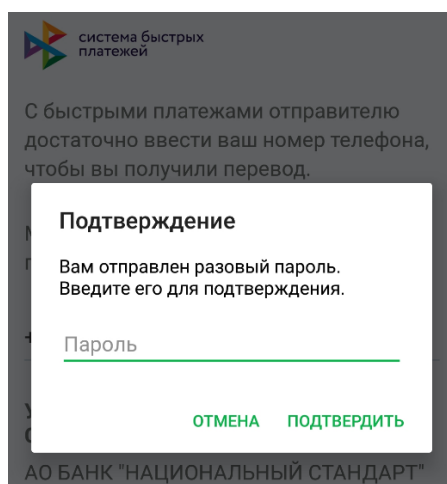 система быстрых
платежей
С быстрыми платежами отправителю
достаточно ввести ваш номер телефона,
чтобы вы получили перевод.
Подтверждение
Вам отправлен разовый пароль.
Введите его для подтверждения.
Пароль
ОТМЕНА ПОДТВЕРДИТЬ
АО БАНК "НАЦИОНАЛЬНЫЙ СТАНДАРТ"